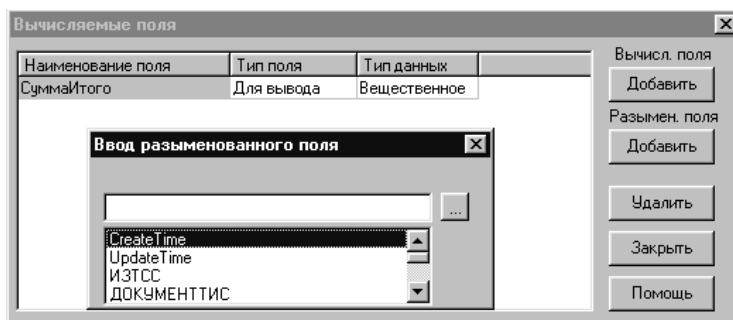 Вычисляемые поля
Вычисл. поля
Наименование поля Тип поля Тип данных
Добавить
СуммаИтого Для вывода Вещественное
Разымен. поля
Добавить
Ввод разыменованного поля
...
Удалить
CreateTime
UpdateTime
ИЗТСС
ДОКУМЕНТТИС
Закрыть
Помощь